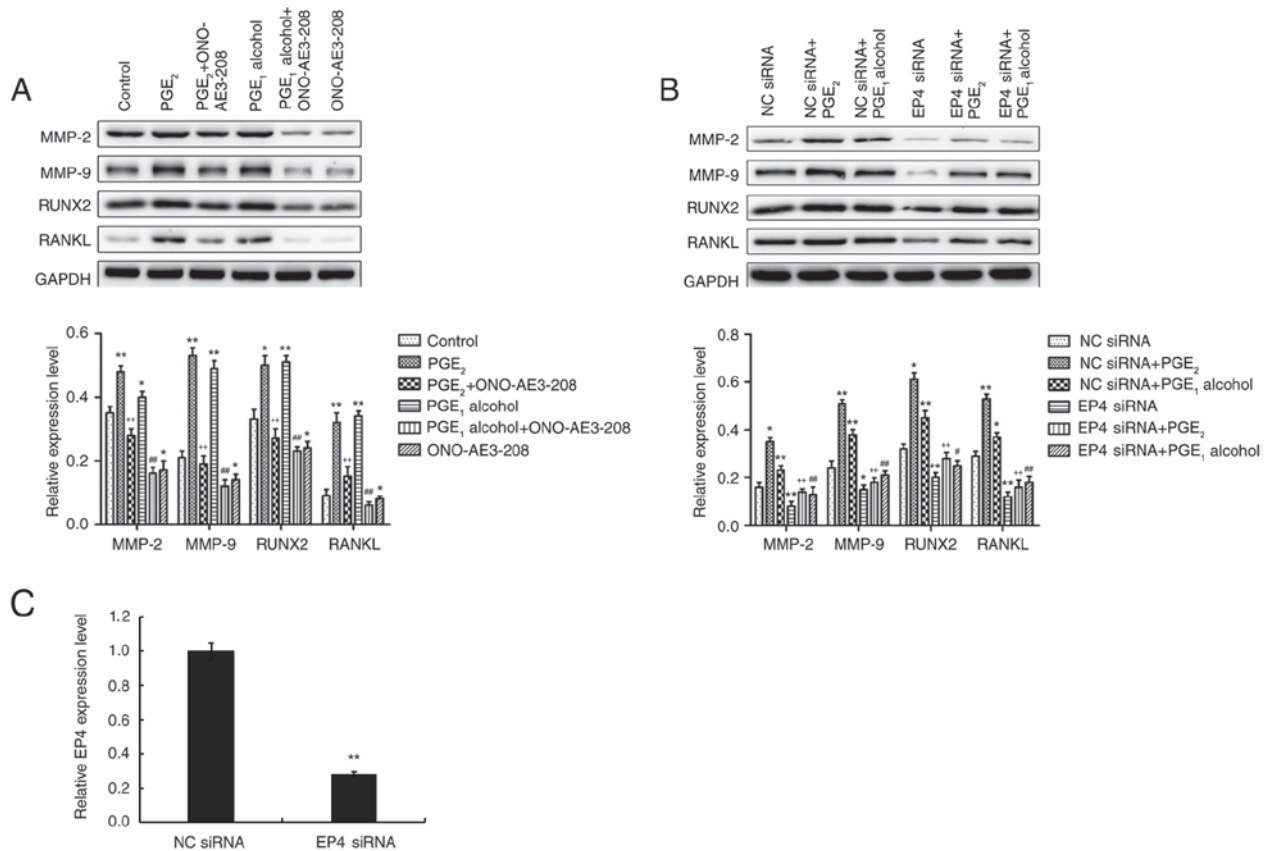 A
Control
PGE2
PGE2+ONO-
AE3-208
PGE1 alcohol
PGE1 alcohol+
ONO-AE3-208
ONO-AE3-208
MMP-2
MMP-9
RUNX2
RANKL
GAPDH
Relative expression level
0.6
0.4
0.2
0.0
** ** * ** * ** * ** ** **
++ ++ ++ ++
## * ## * ## * ## *
MMP-2 MMP-9 RUNX2 RANKL
Control
PGE2
PGE2+ONO-AE3-208
PGE1 alcohol
PGE1 alcohol+ONO-AE3-208
ONO-AE3-208
B
NC siRNA
NC siRNA+
PGE2
NC siRNA+
PGE1 alcohol
EP4 siRNA
EP4 siRNA+
PGE2
EP4 siRNA+
PGE1 alcohol
MMP-2
MMP-9
RUNX2
RANKL
GAPDH
Relative expression level
0.8
0.6
0.4
0.2
0.0
* ** ** ++ ##
** ** * ++ ##
* ** ** ++ #
** * ** ++ ##
MMP-2 MMP-9 RUNX2 RANKL
NC siRNA
NC siRNA+PGE2
NC siRNA+PGE1 alcohol
EP4 siRNA
EP4 siRNA+PGE2
EP4 siRNA+PGE1 alcohol
C
Relative EP4 expression level
1.2
1.0
0.8
0.6
0.4
0.2
0.0
**
NC siRNA EP4 siRNA